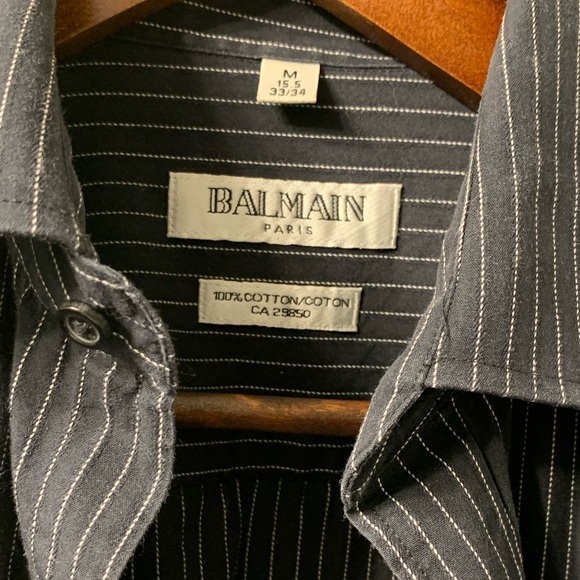 M
15.5
33/34
BALMAIN
PARIS
100% COTTON/COTON
CA 29850